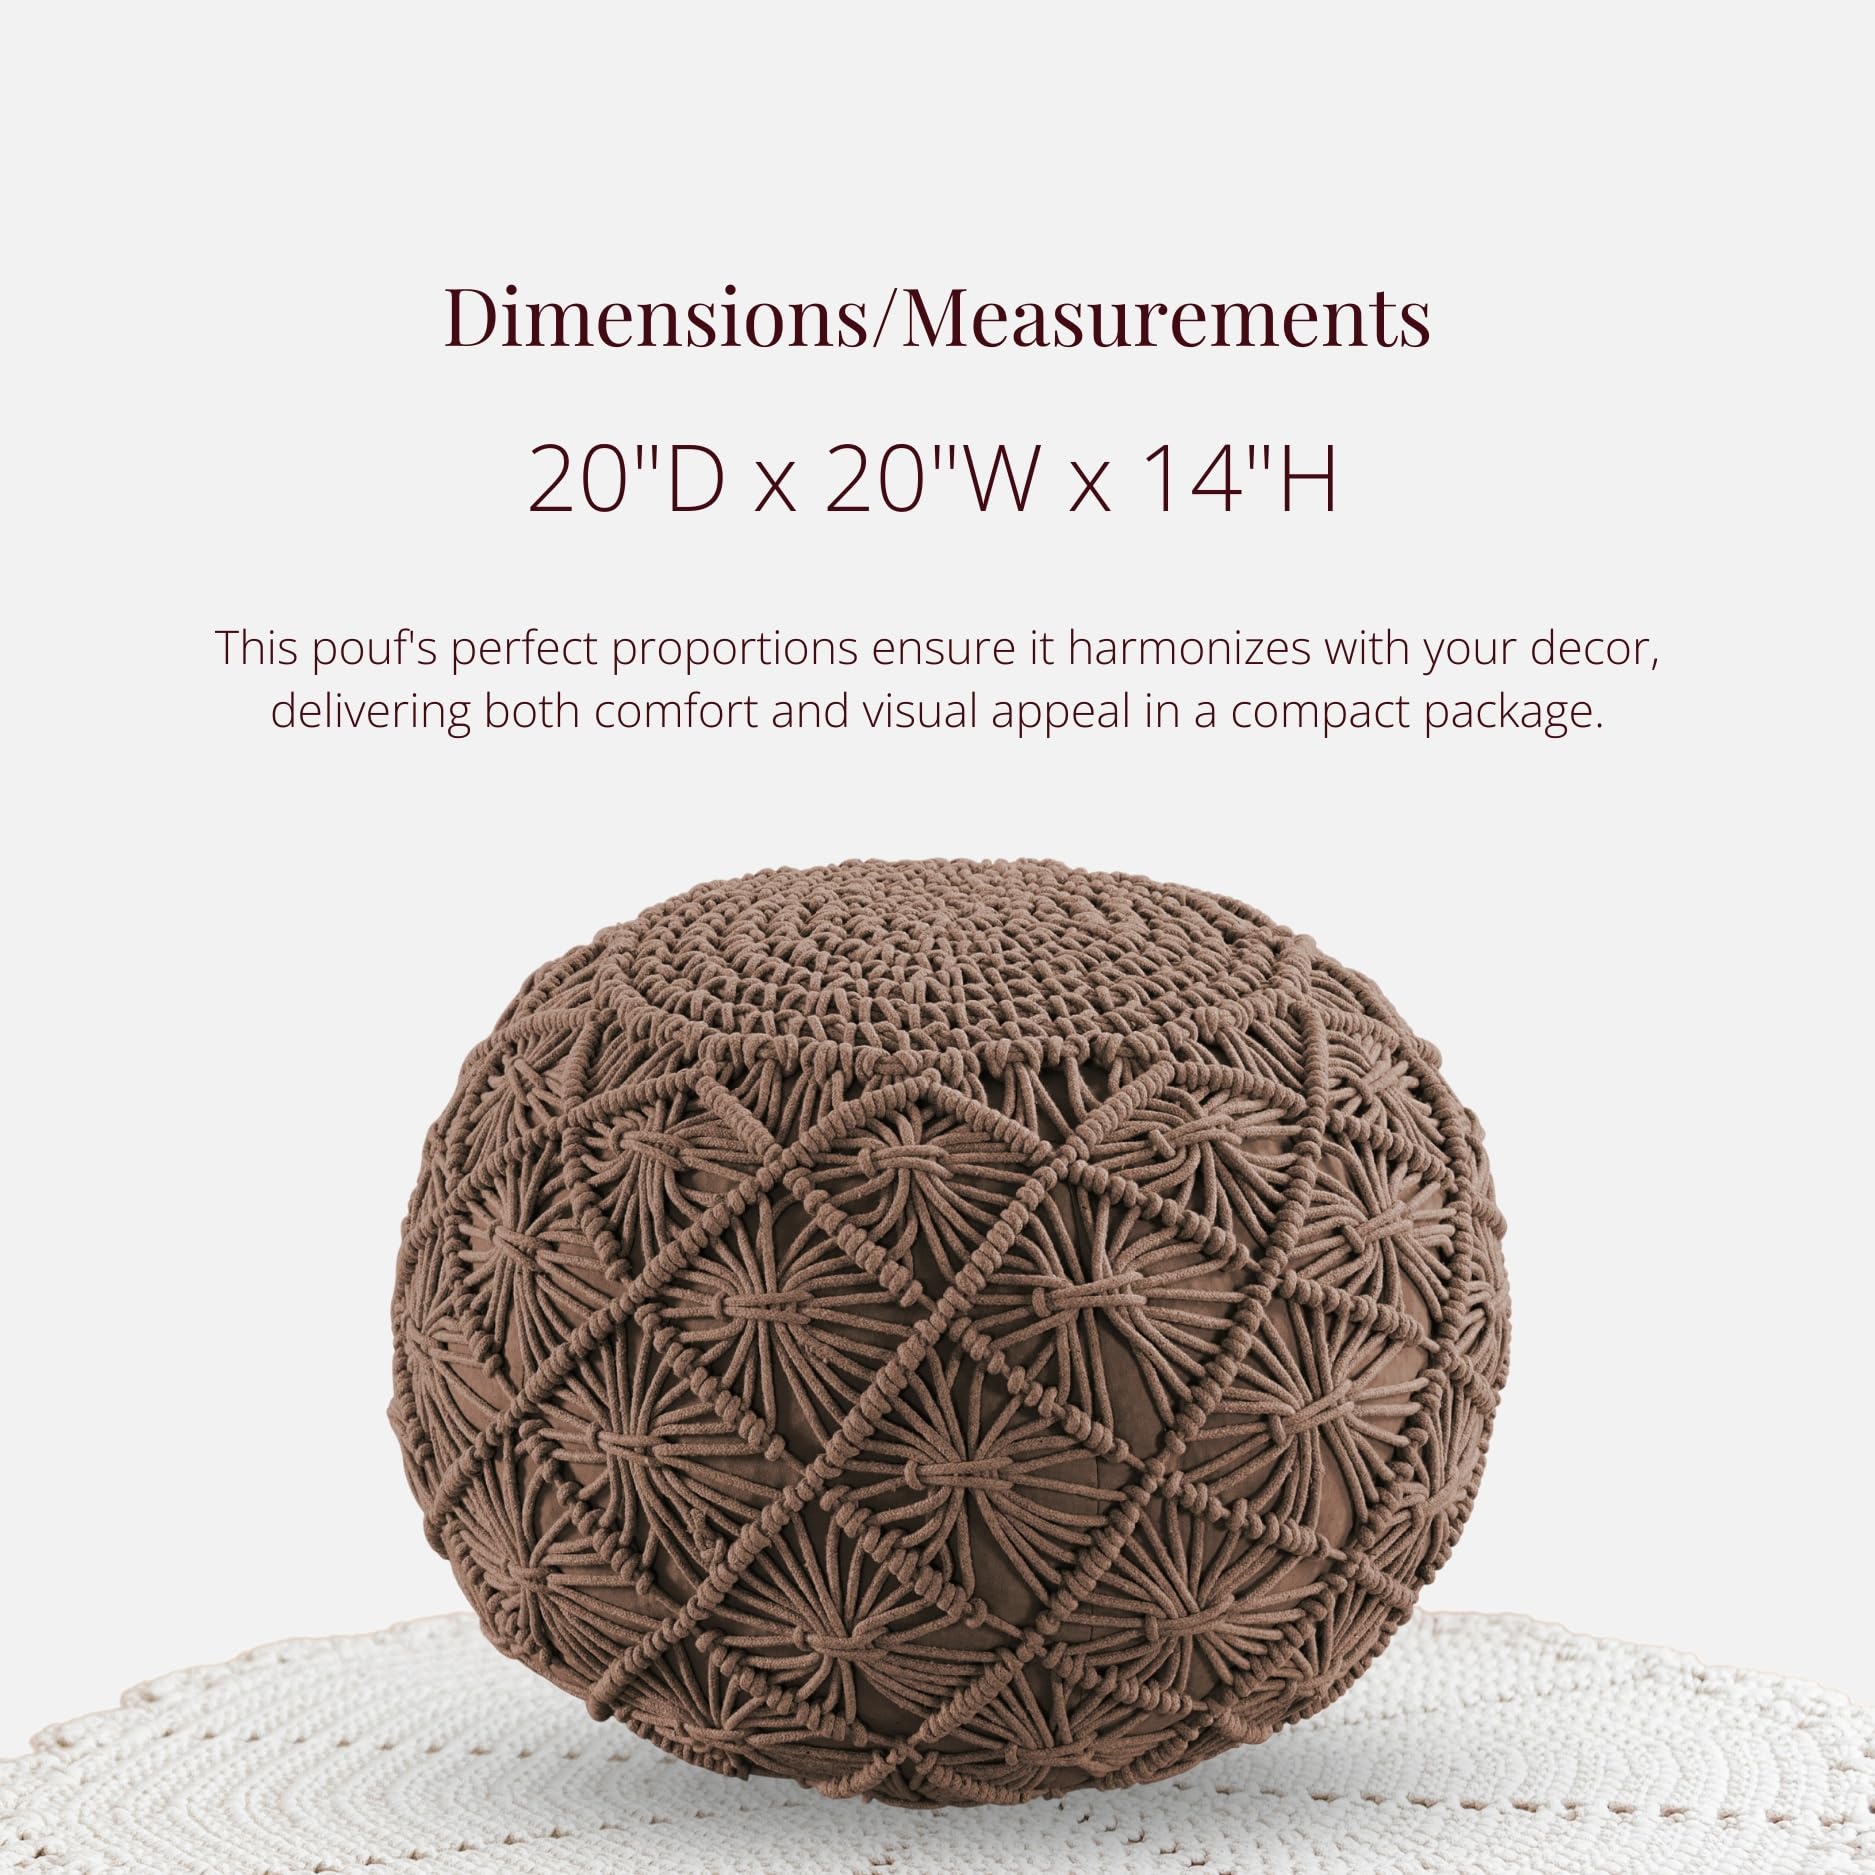 Dimensions/Measurements
20"D x 20"W x 14"H
This pouf's perfect proportions ensure it harmonizes with your decor,
delivering both comfort and visual appeal in a compact package.